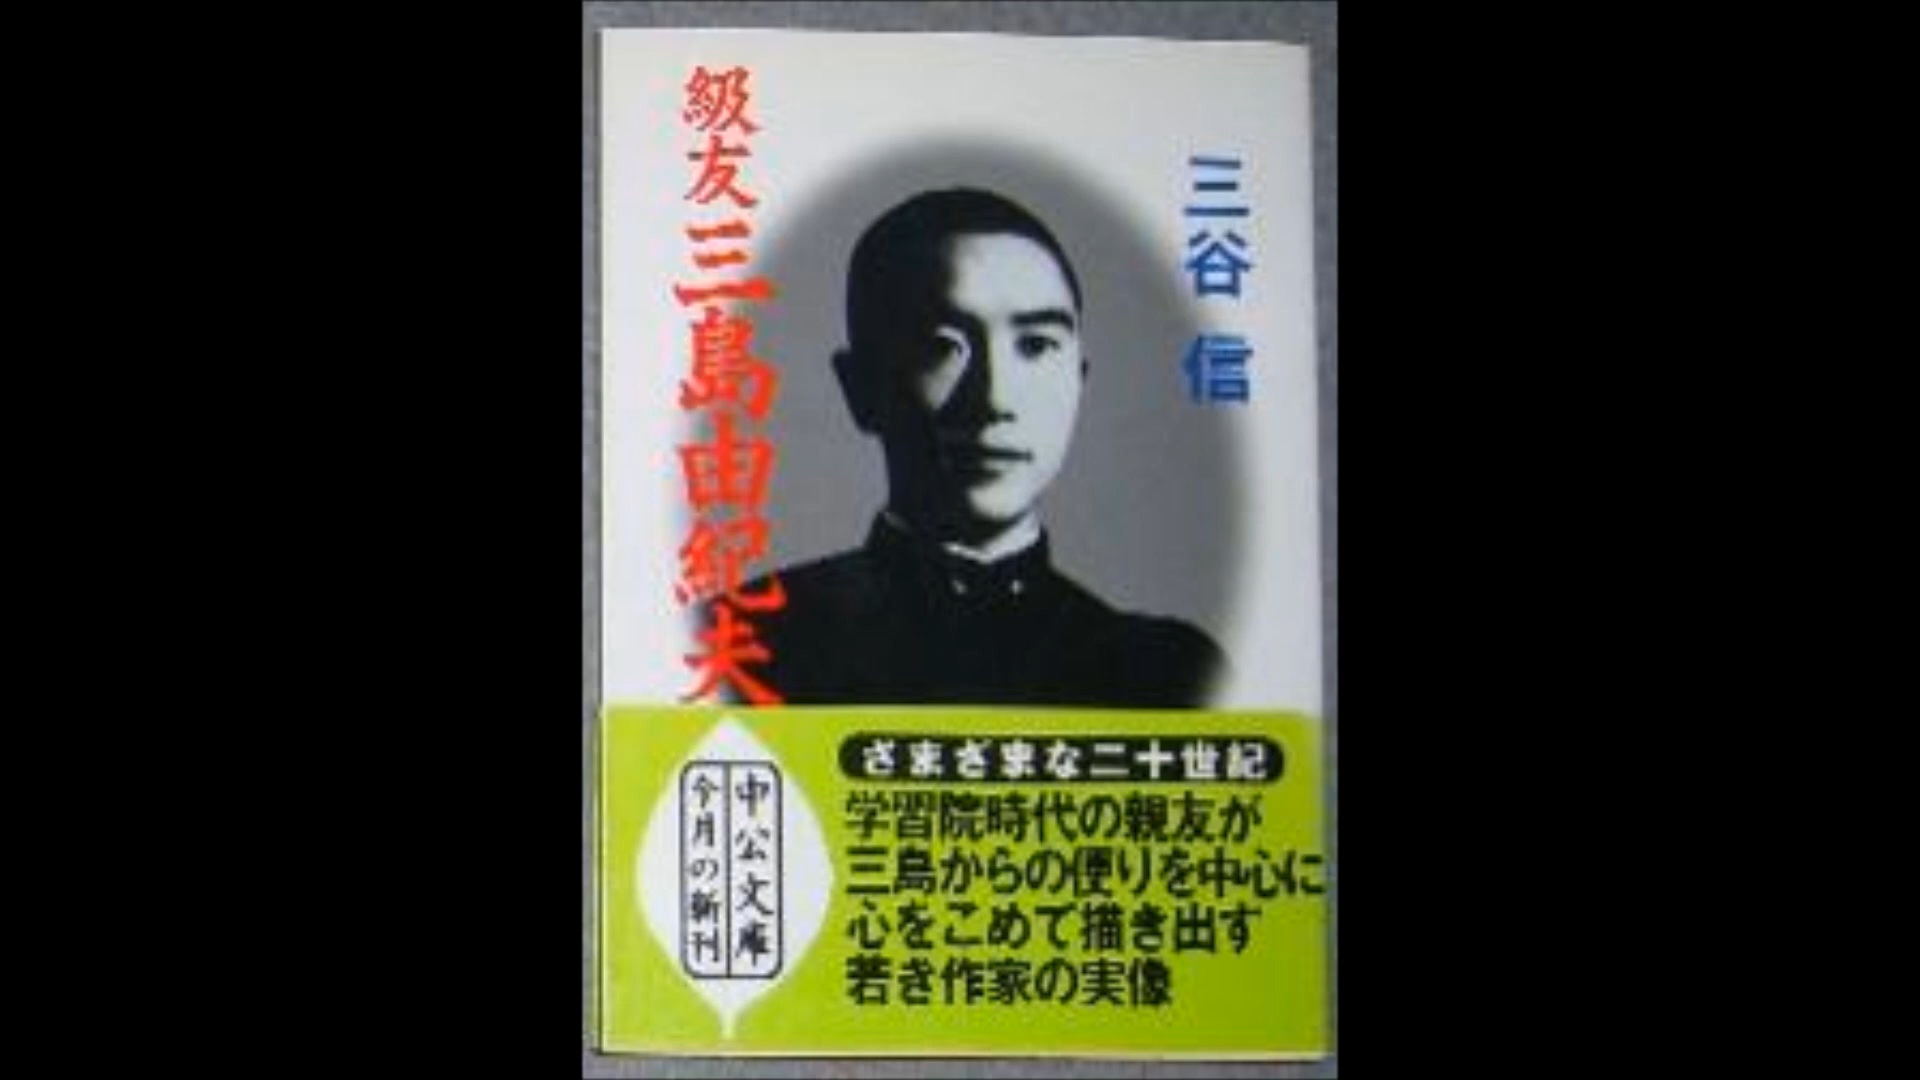 三谷 信
級友 三島由紀夫
ざまざまな二十世紀
学習院時代の親友が
三島からの便りを中心に
心をこめて描き出す
若き作家の実像
中公文庫
今月の新刊